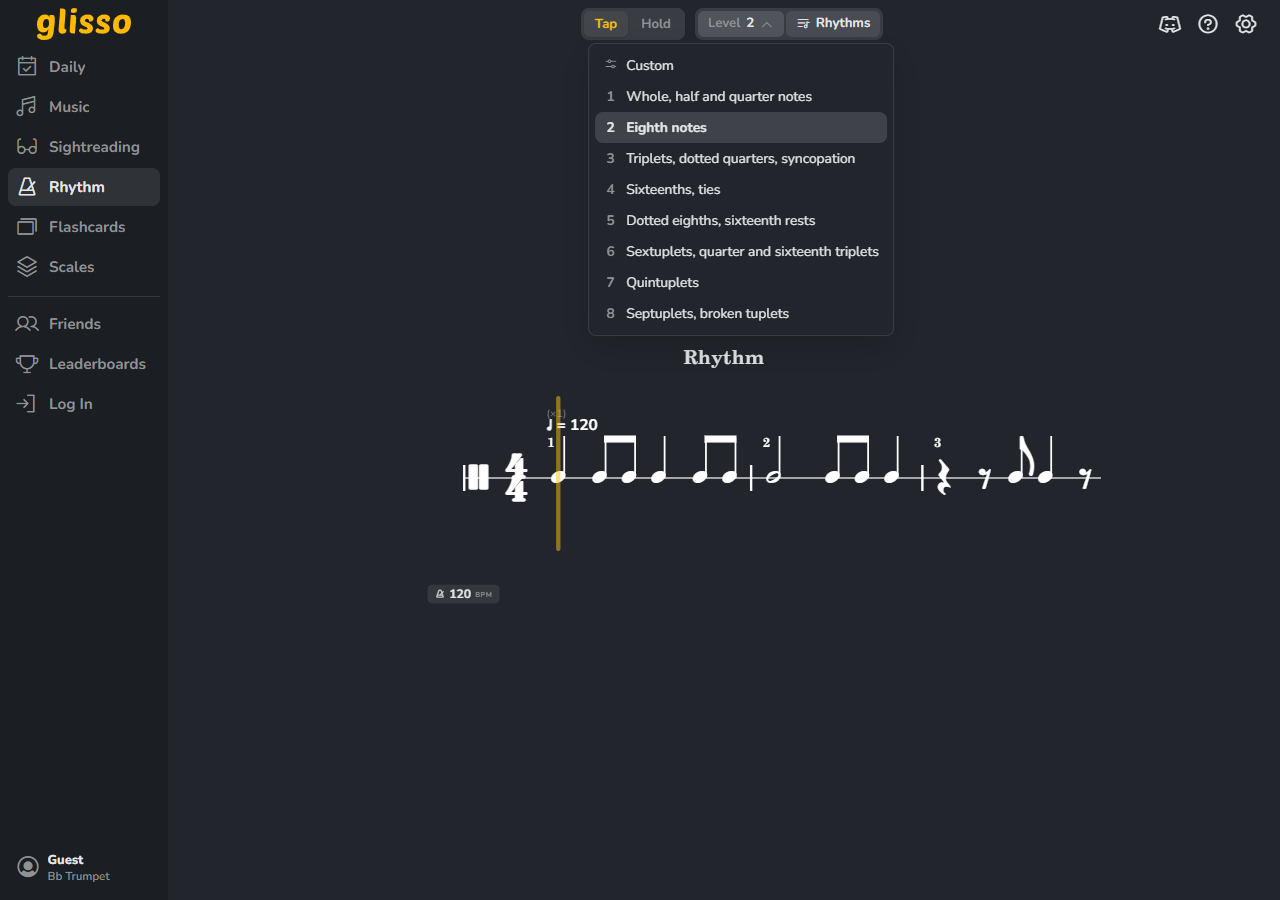 glisso
Tap Hold Level 2 Rhythms
Daily
Music
Sightreading
Rhythm
Flashcards
Scales
Friends
Leaderboards
Log In
Custom
1 Whole, half and quarter notes
2 Eighth notes
3 Triplets, dotted quarters, syncopation
4 Sixteenths, ties
5 Dotted eighths, sixteenth rests
6 Sextuplets, quarter and sixteenth triplets
7 Quintuplets
8 Septuplets, broken tuplets
Rhythm
(×1)
♩ = 120
1 2 3
4
4
120 BPM
Guest
Bb Trumpet